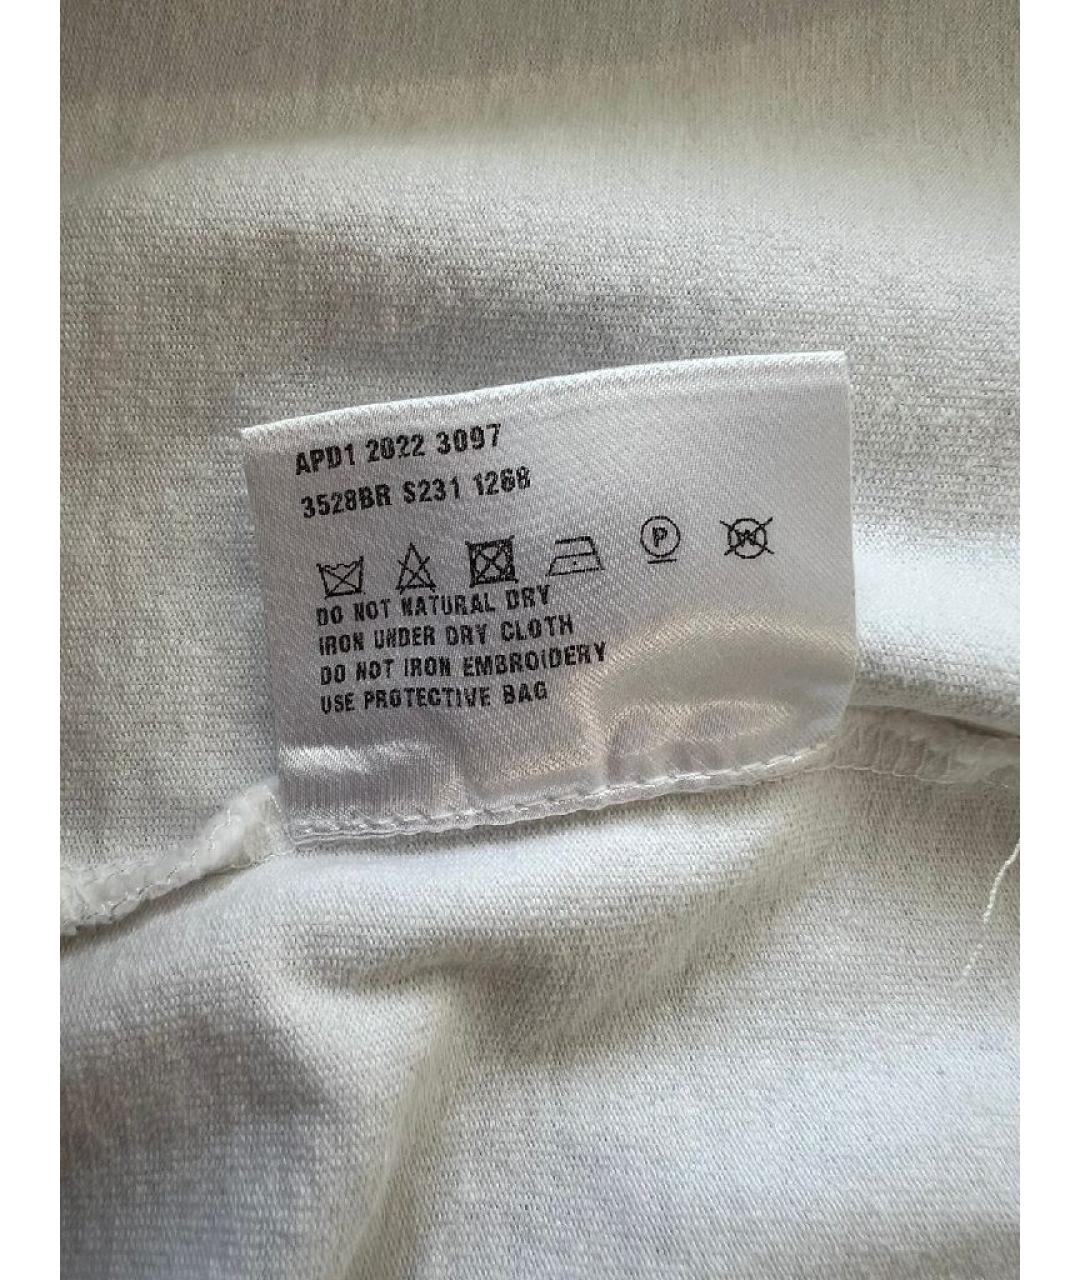 APD1 2022 3097
3528BR S231 1268
P W
DO NOT NATURAL DRY
IRON UNDER DRY CLOTH
DO NOT IRON EMBROIDERY
USE PROTECTIVE BAG